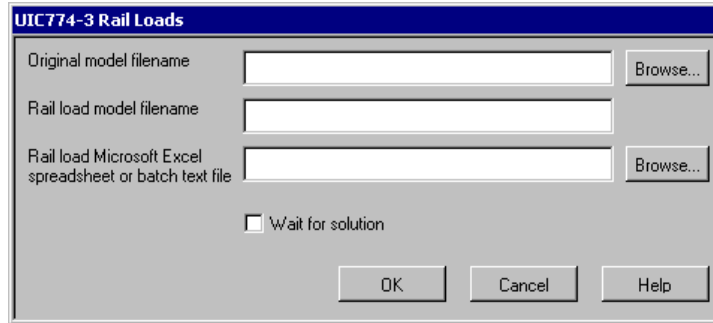 UIC774-3 Rail Loads
Original model filename
Browse...
Rail load model filename
Rail load Microsoft Excel
spreadsheet or batch text file
Browse...
Wait for solution
OK Cancel Help